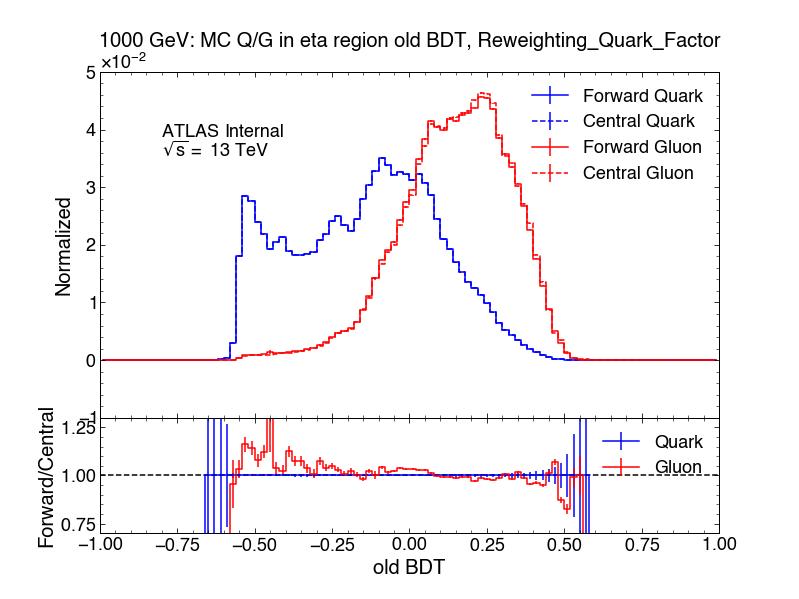 1000 GeV: MC Q/G in eta region old BDT, Reweighting_Quark_Factor
×10⁻²
5
4
3
2
1
0
−1
Normalized
ATLAS Internal
√s = 13 TeV
Forward Quark
Central Quark
Forward Gluon
Central Gluon
1.25
1.00
0.75
Forward/Central
Quark
Gluon
−1.00 −0.75 −0.50 −0.25 0.00 0.25 0.50 0.75 1.00
old BDT